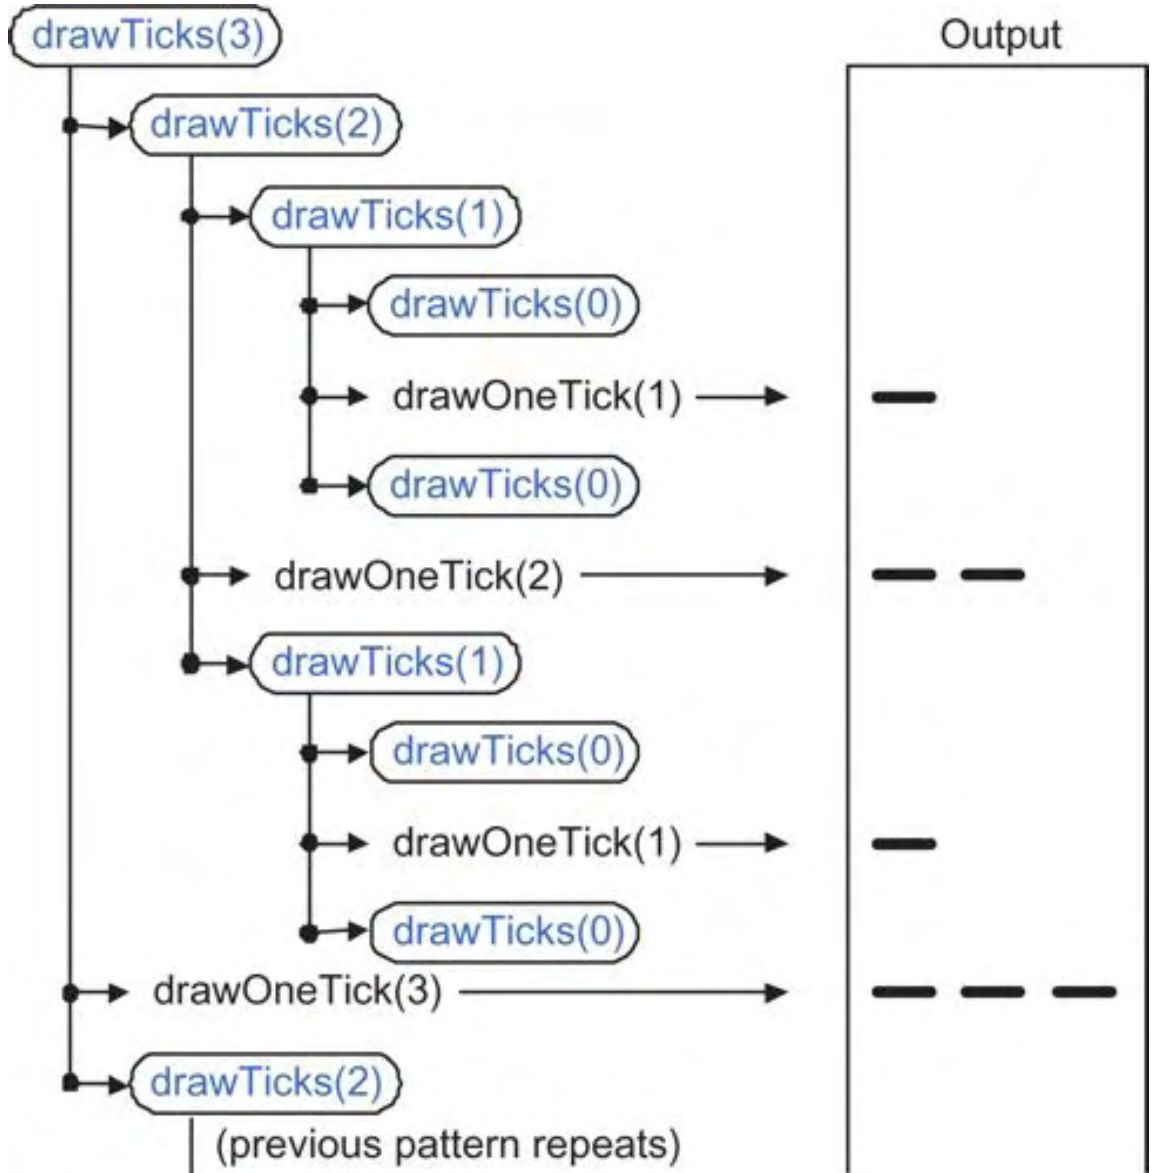 drawTicks(3)
Output
drawTicks(2)
drawTicks(1)
drawTicks(0)
drawOneTick(1)
drawTicks(0)
drawOneTick(2)
drawTicks(1)
drawTicks(0)
drawOneTick(1)
drawTicks(0)
drawOneTick(3)
drawTicks(2)
(previous pattern repeats)